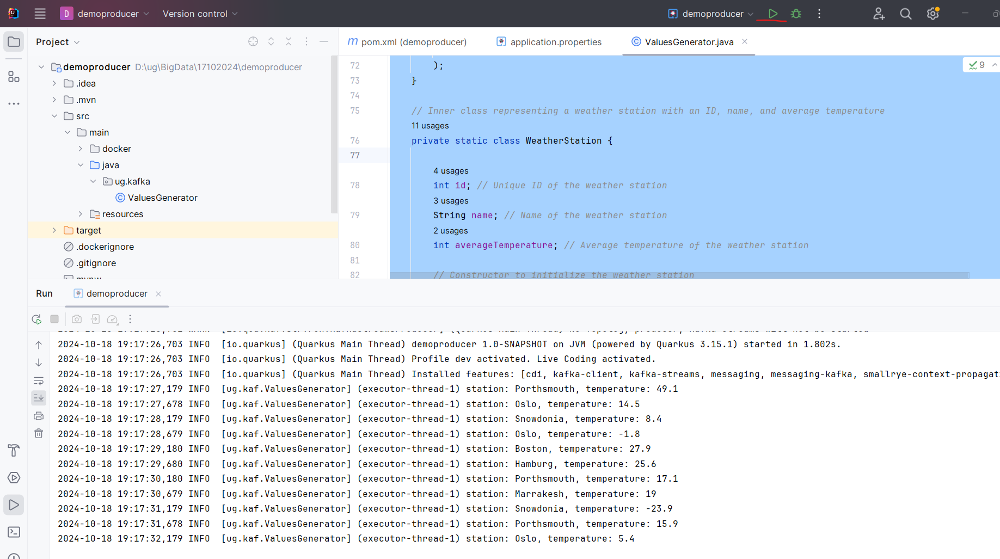 D demoproducer Version control demoproducer
Project
pom.xml (demoproducer) application.properties ValuesGenerator.java
demoproducer D:\ug\BigData\17102024\demoproducer
.idea
.mvn
src
main
docker
java
ug.kafka
ValuesGenerator
resources
target
.dockerignore
.gitignore
mvnw
72 );
73 }
74
75 // Inner class representing a weather station with an ID, name, and average temperature
11 usages
76 private static class WeatherStation {
77
4 usages
78 int id; // Unique ID of the weather station
3 usages
79 String name; // Name of the weather station
2 usages
80 int averageTemperature; // Average temperature of the weather station
81
82 // Constructor to initialize the weather station
9
Run demoproducer
2024-10-18 19:17:26,703 INFO [io.quarkus] (Quarkus Main Thread) demoproducer 1.0-SNAPSHOT on JVM (powered by Quarkus 3.15.1) started in 1.802s.
2024-10-18 19:17:26,703 INFO [io.quarkus] (Quarkus Main Thread) Profile dev activated. Live Coding activated.
2024-10-18 19:17:26,703 INFO [io.quarkus] (Quarkus Main Thread) Installed features: [cdi, kafka-client, kafka-streams, messaging, messaging-kafka, smallrye-context-propagat
2024-10-18 19:17:27,179 INFO [ug.kaf.ValuesGenerator] (executor-thread-1) station: Porthsmouth, temperature: 49.1
2024-10-18 19:17:27,678 INFO [ug.kaf.ValuesGenerator] (executor-thread-1) station: Oslo, temperature: 14.5
2024-10-18 19:17:28,179 INFO [ug.kaf.ValuesGenerator] (executor-thread-1) station: Snowdonia, temperature: 8.4
2024-10-18 19:17:28,679 INFO [ug.kaf.ValuesGenerator] (executor-thread-1) station: Oslo, temperature: -1.8
2024-10-18 19:17:29,180 INFO [ug.kaf.ValuesGenerator] (executor-thread-1) station: Boston, temperature: 27.9
2024-10-18 19:17:29,680 INFO [ug.kaf.ValuesGenerator] (executor-thread-1) station: Hamburg, temperature: 25.6
2024-10-18 19:17:30,180 INFO [ug.kaf.ValuesGenerator] (executor-thread-1) station: Porthsmouth, temperature: 17.1
2024-10-18 19:17:30,679 INFO [ug.kaf.ValuesGenerator] (executor-thread-1) station: Marrakesh, temperature: 19
2024-10-18 19:17:31,179 INFO [ug.kaf.ValuesGenerator] (executor-thread-1) station: Snowdonia, temperature: -23.9
2024-10-18 19:17:31,678 INFO [ug.kaf.ValuesGenerator] (executor-thread-1) station: Porthsmouth, temperature: 15.9
2024-10-18 19:17:32,179 INFO [ug.kaf.ValuesGenerator] (executor-thread-1) station: Oslo, temperature: 5.4